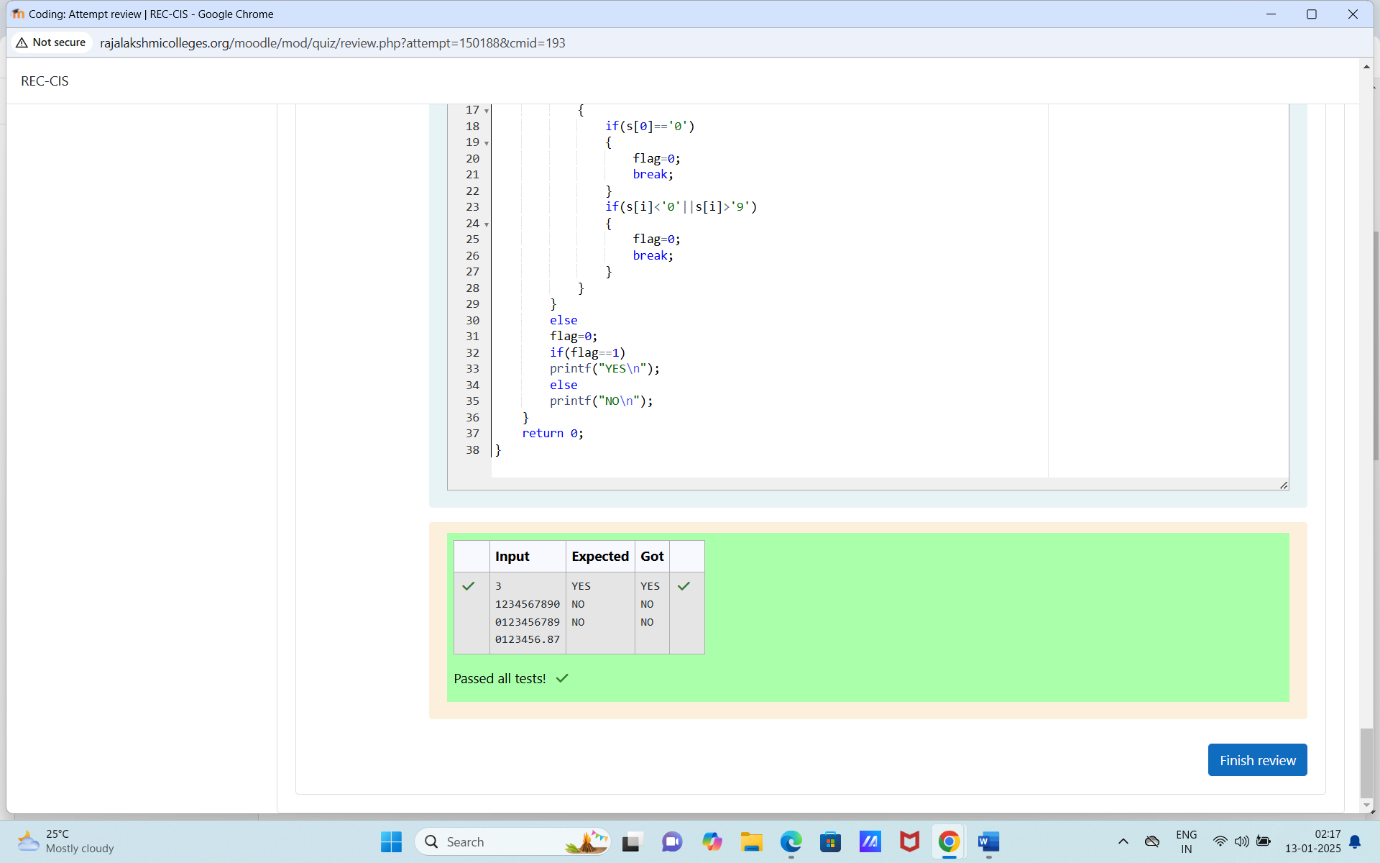 Coding: Attempt review | REC-CIS - Google Chrome
Not secure rajalakshmicolleges.org/moodle/mod/quiz/review.php?attempt=150188&cmid=193
REC-CIS
17 {
18 if(s[0]=='0')
19 {
20 flag=0;
21 break;
22 }
23 if(s[i]<'0'||s[i]>'9')
24 {
25 flag=0;
26 break;
27 }
28 }
29 }
30 else
31 flag=0;
32 if(flag==1)
33 printf("YES\n");
34 else
35 printf("NO\n");
36 }
37 return 0;
38 }
Input Expected Got
3 YES YES
1234567890 NO NO
0123456789 NO NO
0123456.87
Passed all tests!
Finish review
25°C
Mostly cloudy
Search
ENG
IN
02:17
13-01-2025